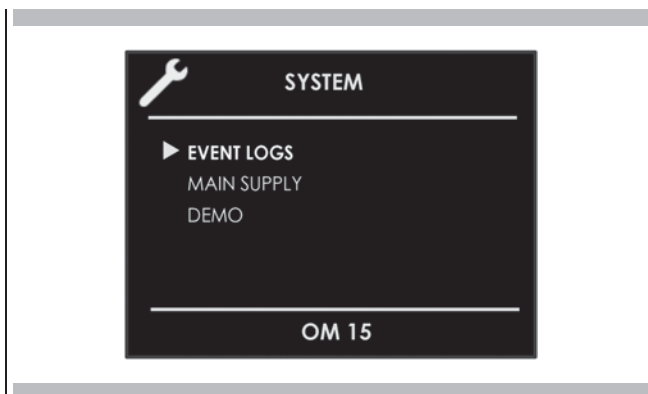 SYSTEM
EVENT LOGS
MAIN SUPPLY
DEMO
OM 15